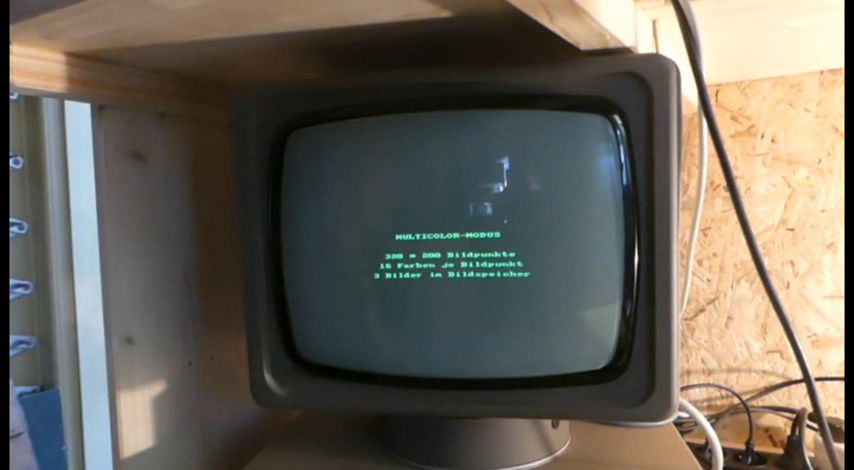 MULTICOLOR-MODUS
320 * 200 Bildpunkte
16 Farben je Bildpunkt
3 Bilder im Bildspeicher